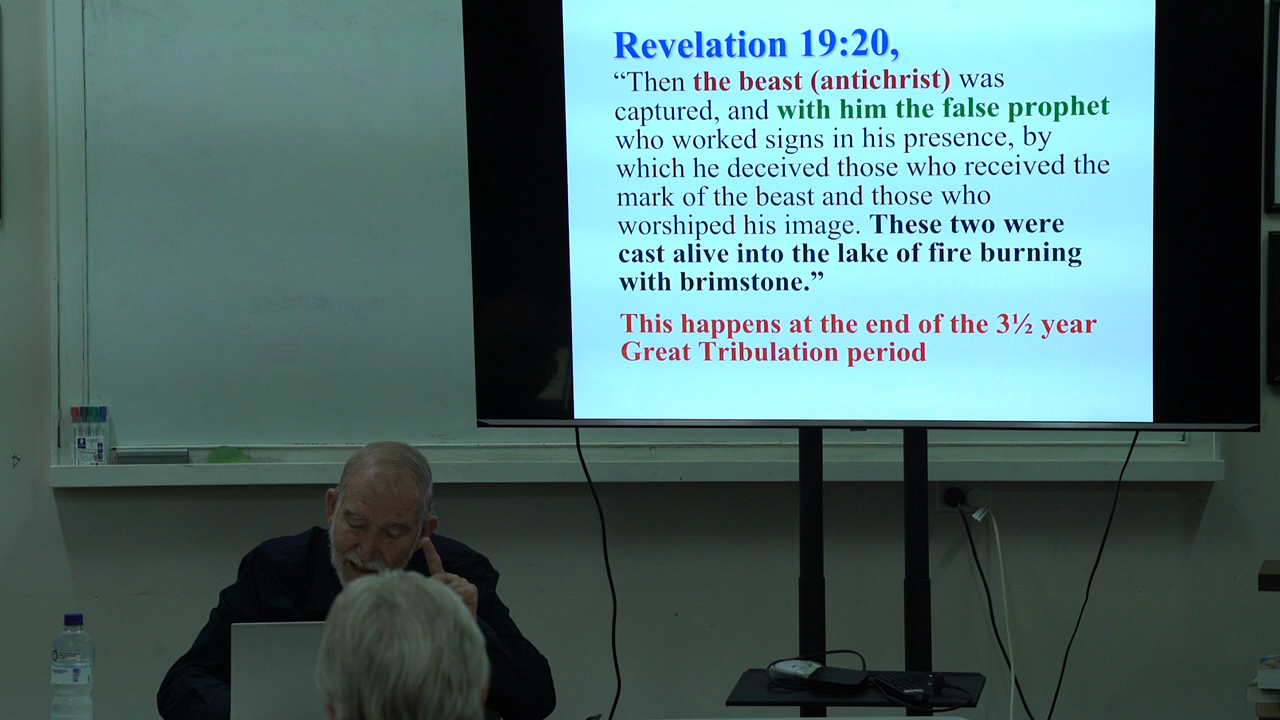 Revelation 19:20,
“Then the beast (antichrist) was
captured, and with him the false prophet
who worked signs in his presence, by
which he deceived those who received the
mark of the beast and those who
worshiped his image. These two were
cast alive into the lake of fire burning
with brimstone.”
This happens at the end of the 3½ year
Great Tribulation period